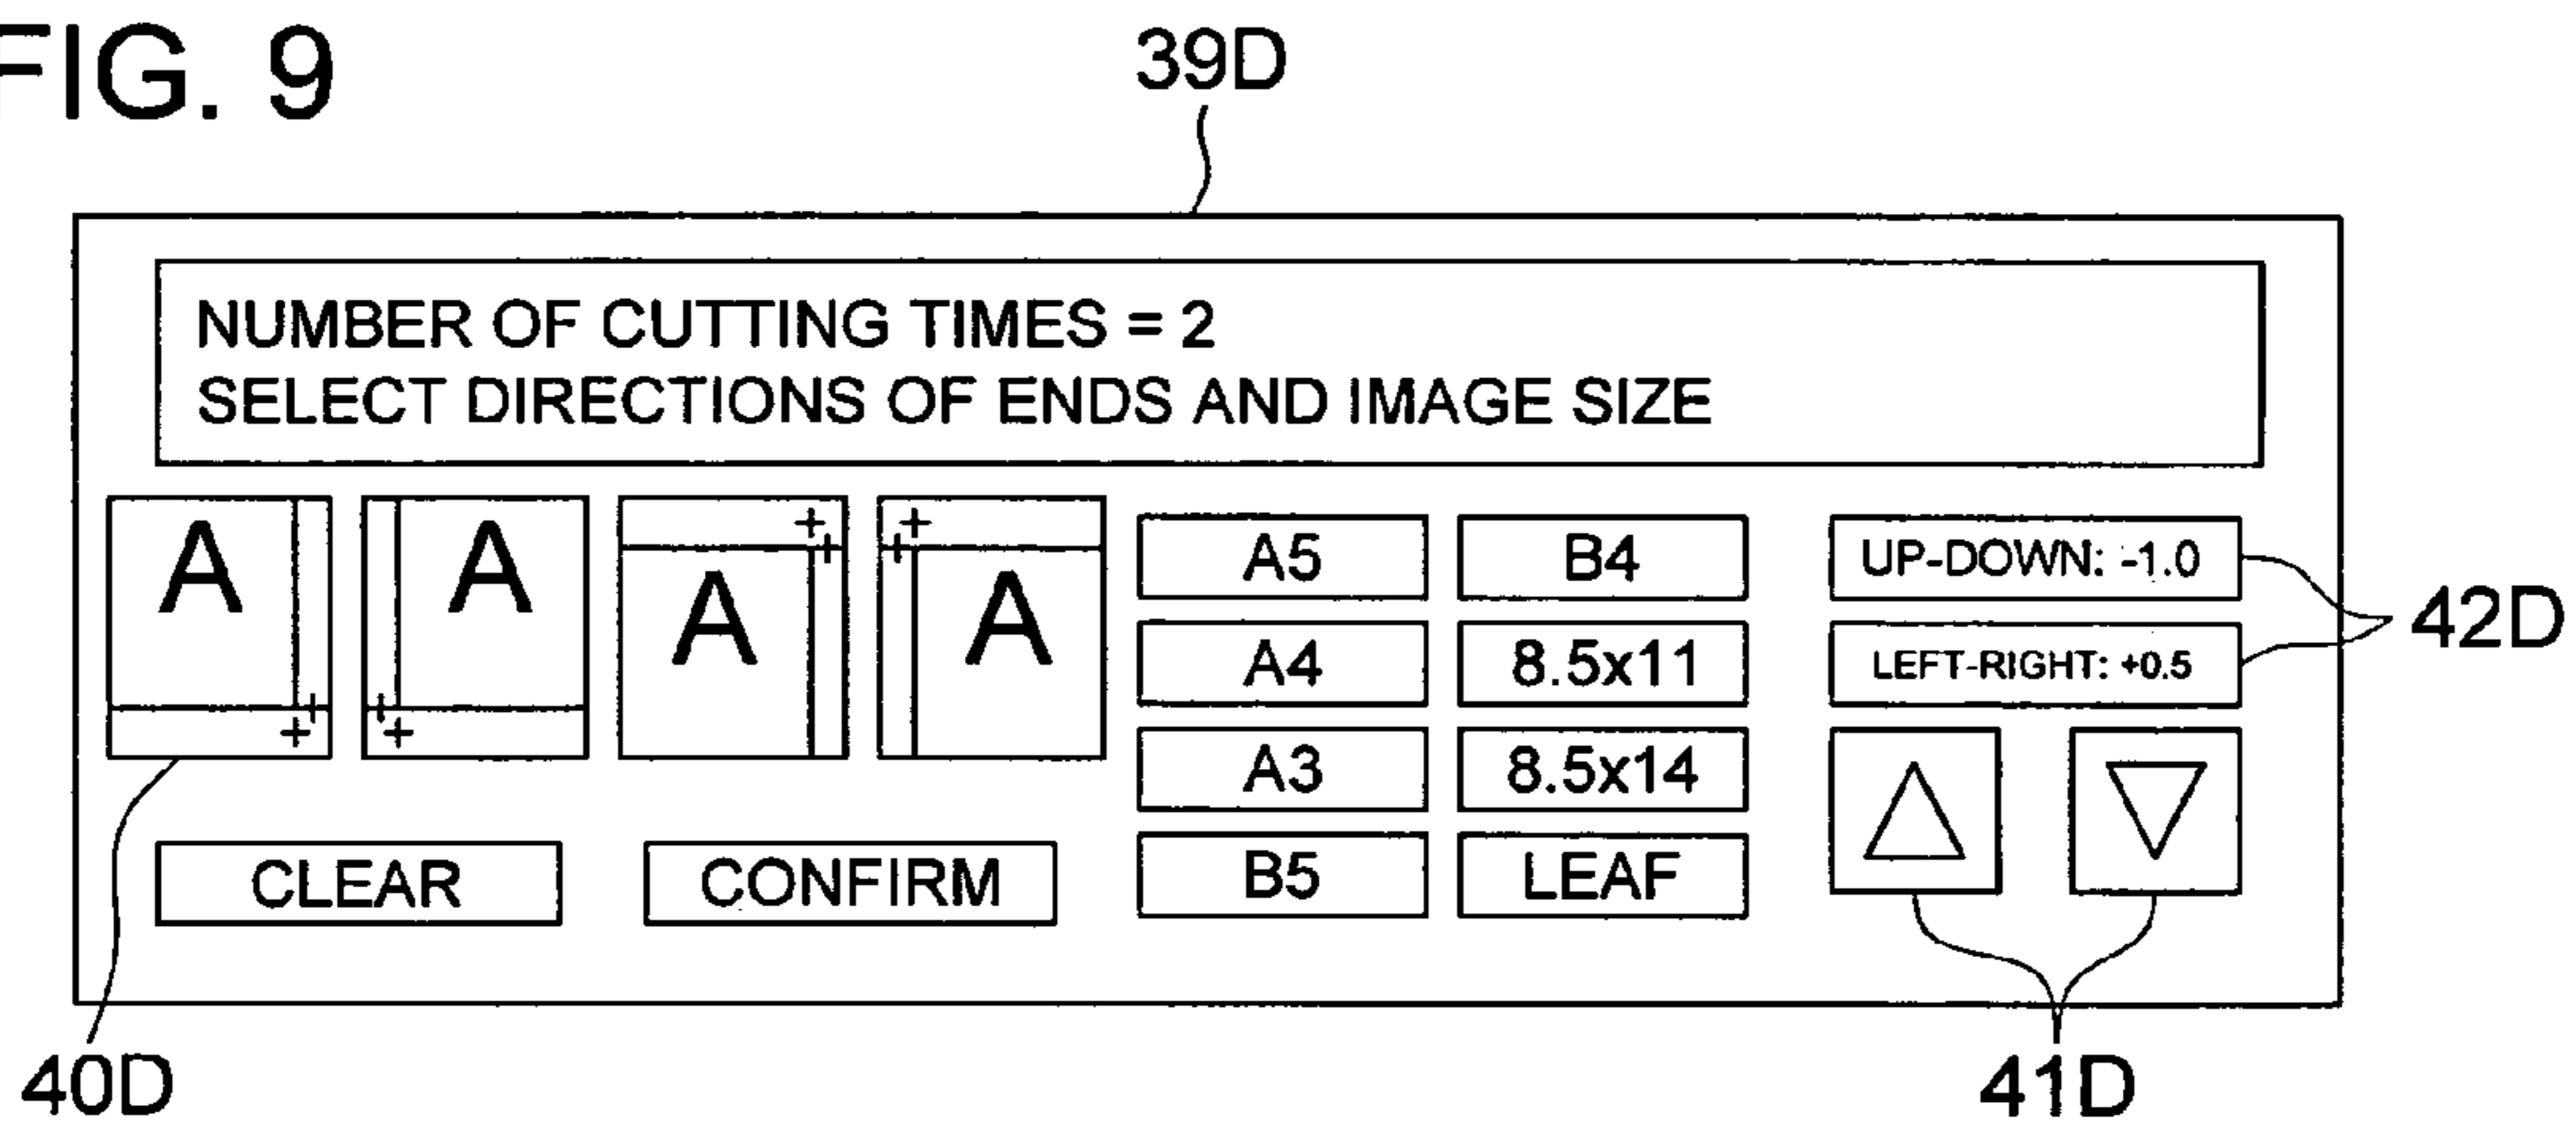 FIG. 9
39D
NUMBER OF CUTTING TIMES = 2
SELECT DIRECTIONS OF ENDS AND IMAGE SIZE
A A A A
A5 B4 UP-DOWN: -1.0
42D
A4 8.5x11 LEFT-RIGHT: +0.5
A3 8.5x14
CLEAR CONFIRM B5 LEAF
40D 41D